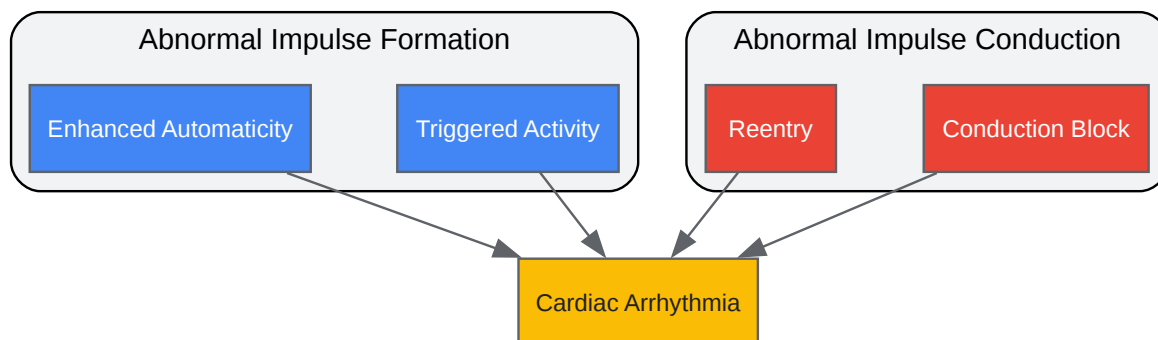 Abnormal Impulse Formation
Abnormal Impulse Conduction
Enhanced Automaticity
Triggered Activity
Reentry
Conduction Block
Cardiac Arrhythmia